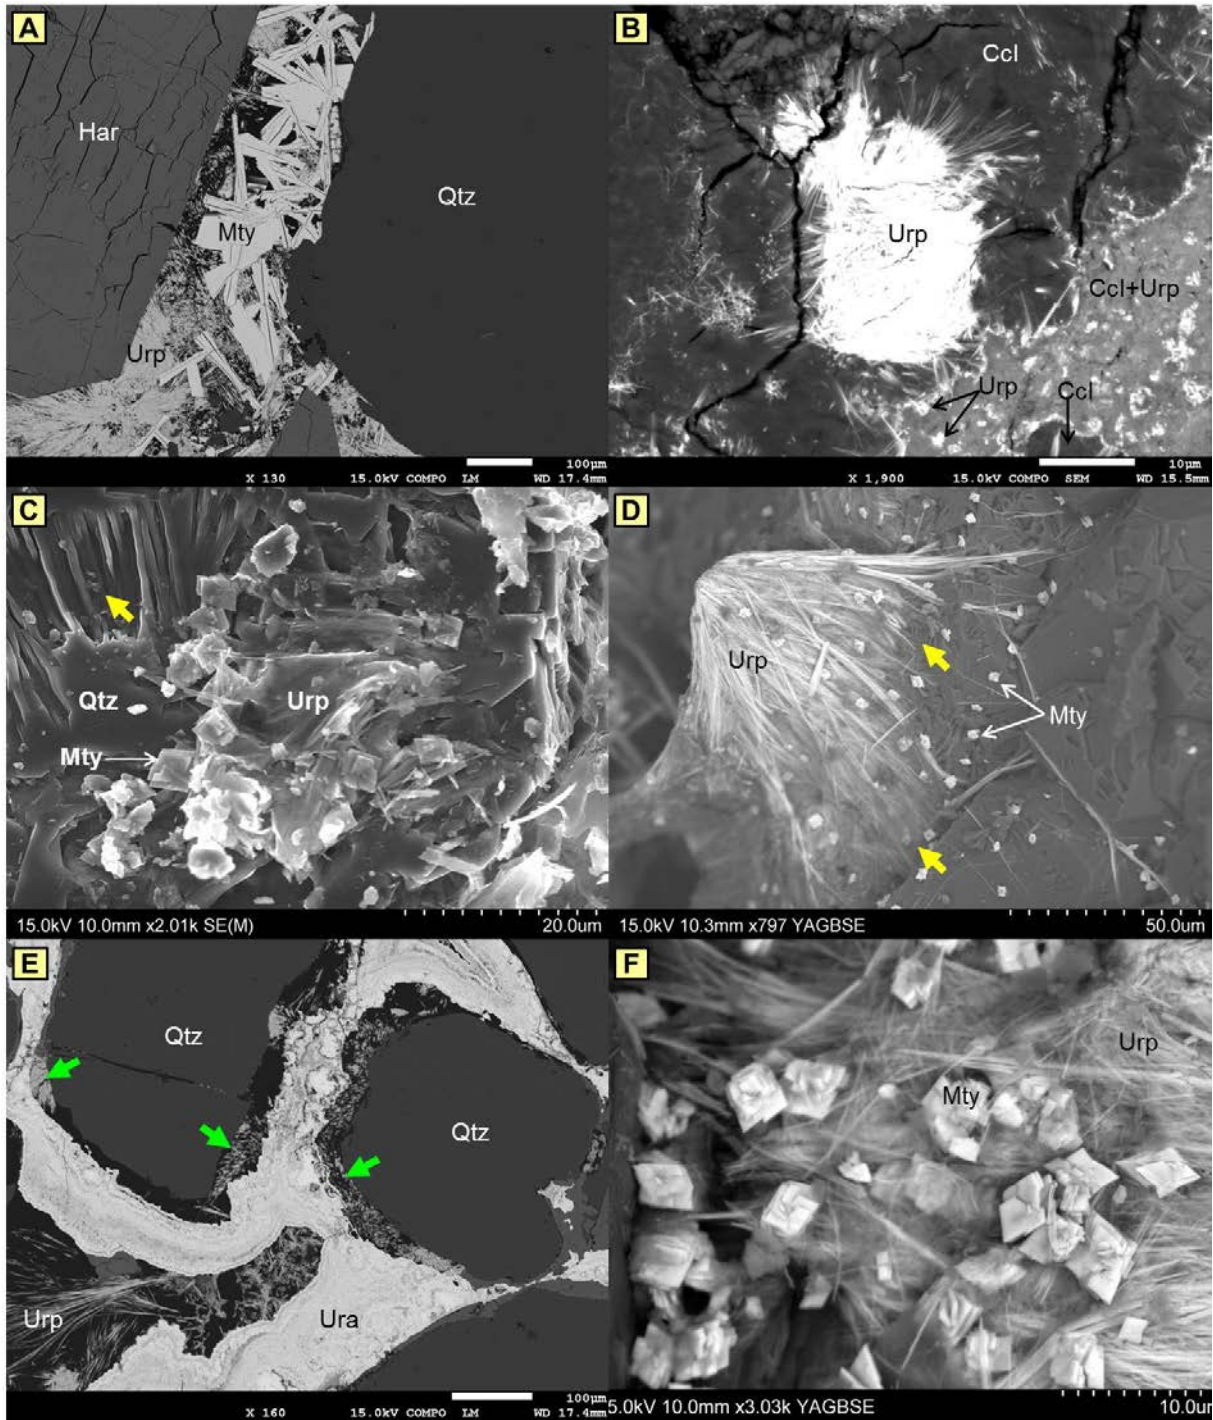 A
Har
Mty
Qtz
Urp
100µm
X 130 15.0kV COMPO LM WD 17.4mm
B
Ccl
Urp
Ccl+Urp
Urp
Ccl
10µm
X 1,900 15.0kV COMPO SEM WD 15.5mm
C
Qtz
Urp
Mty
15.0kV 10.0mm x2.01k SE(M) 20.0um
D
Urp
Mty
15.0kV 10.3mm x797 YAGBSE 50.0um
E
Qtz
Qtz
Urp
Ura
100µm
X 160 15.0kV COMPO LM WD 17.4mm
F
Urp
Mty
5.0kV 10.0mm x3.03k YAGBSE 10.0um